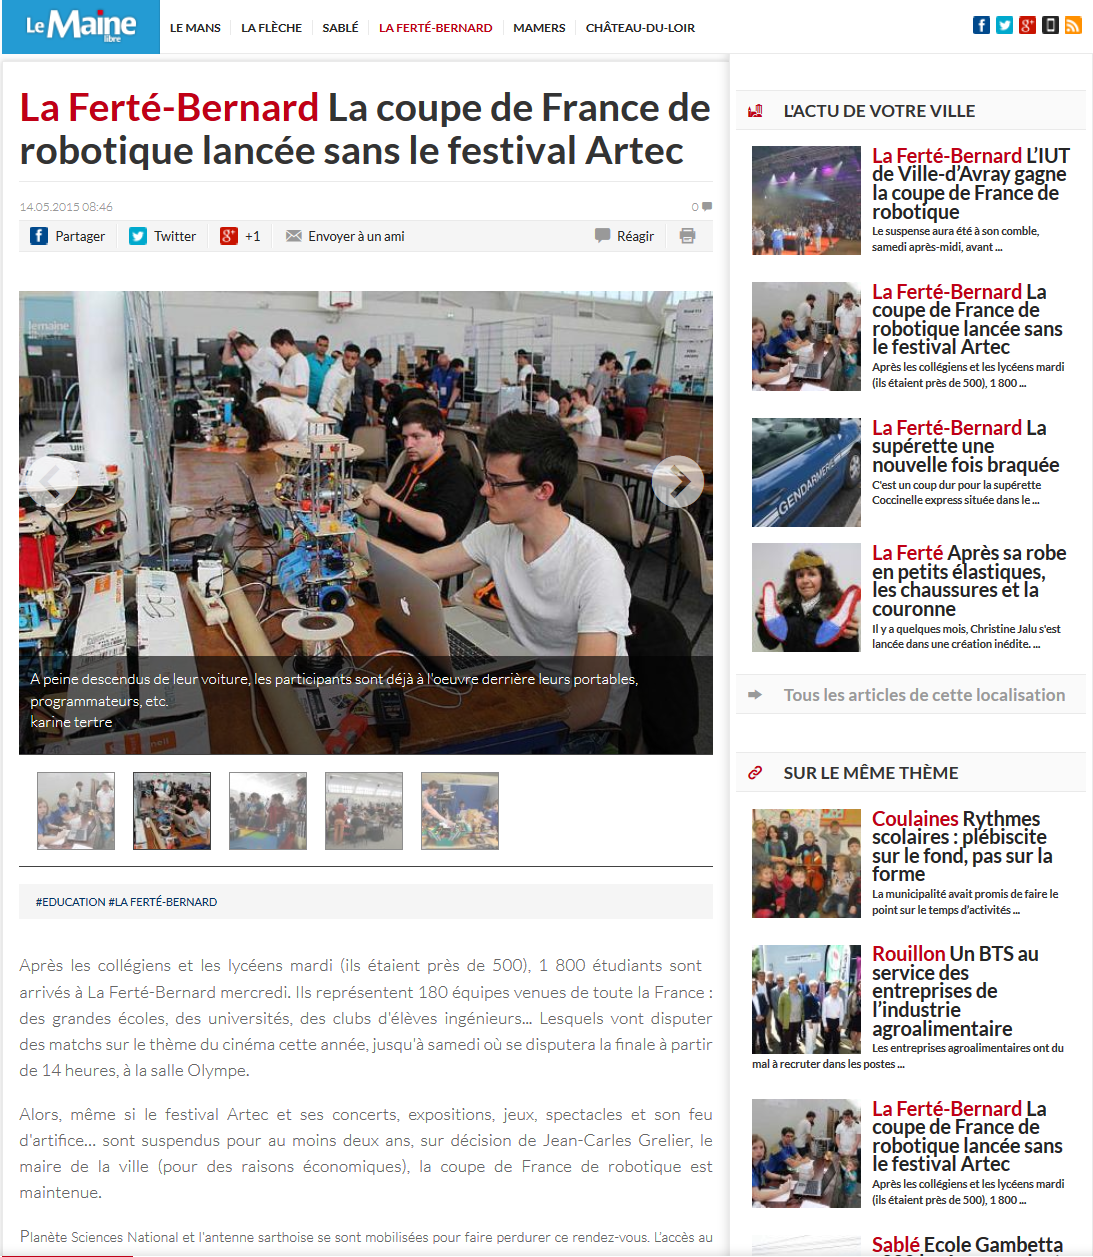 Le Maine
libre
LE MANS
LA FLÈCHE
SABLÉ
LA FERTÉ-BERNARD
MAMERS
CHÂTEAU-DU-LOIR
La Ferté-Bernard La coupe de France de
robotique lancée sans le festival Artec
14.05.2015 08:46
0
Partager
Twitter
+1
Envoyer à un ami
Réagir
lemaine
A peine descendus de leur voiture, les participants sont déjà à l'oeuvre derrière leurs portables,
programmateurs, etc.
karine tertre
#EDUCATION #LA FERTÉ-BERNARD
Après les collégiens et les lycéens mardi (ils étaient près de 500), 1 800 étudiants sont
arrivés à La Ferté-Bernard mercredi. Ils représentent 180 équipes venues de toute la France :
des grandes écoles, des universités, des clubs d'élèves ingénieurs... Lesquels vont disputer
des matchs sur le thème du cinéma cette année, jusqu'à samedi où se disputera la finale à partir
de 14 heures, à la salle Olympe.
Alors, même si le festival Artec et ses concerts, expositions, jeux, spectacles et son feu
d'artifice... sont suspendus pour au moins deux ans, sur décision de Jean-Carles Grelier, le
maire de la ville (pour des raisons économiques), la coupe de France de robotique est
maintenue.
Planète Sciences National et l'antenne sarthoise se sont mobilisées pour faire perdurer ce rendez-vous. L'accès au
L'ACTU DE VOTRE VILLE
La Ferté-Bernard L’IUT
de Ville-d’Avray gagne
la coupe de France de
robotique
Le suspense aura été à son comble,
samedi après-midi, avant ...
La Ferté-Bernard La
coupe de France de
robotique lancée sans
le festival Artec
Après les collégiens et les lycéens mardi
(ils étaient près de 500), 1 800 ...
GENDARMERIE
La Ferté-Bernard La
supérette une
nouvelle fois braquée
C'est un coup dur pour la supérette
Coccinelle express située dans le ...
La Ferté Après sa robe
en petits élastiques,
les chaussures et la
couronne
Il y a quelques mois, Christine Jalu s'est
lancée dans une création inédite. ...
Tous les articles de cette localisation
SUR LE MÊME THÈME
Coulaines Rythmes
scolaires : plébiscite
sur le fond, pas sur la
forme
La municipalité avait promis de faire le
point sur le temps d’activités ...
Rouillon Un BTS au
service des
entreprises de
l’industrie
agroalimentaire
Les entreprises agroalimentaires ont du
mal à recruter dans les postes ...
La Ferté-Bernard La
coupe de France de
robotique lancée sans
le festival Artec
Après les collégiens et les lycéens mardi
(ils étaient près de 500), 1 800 ...
Sablé Ecole Gambetta